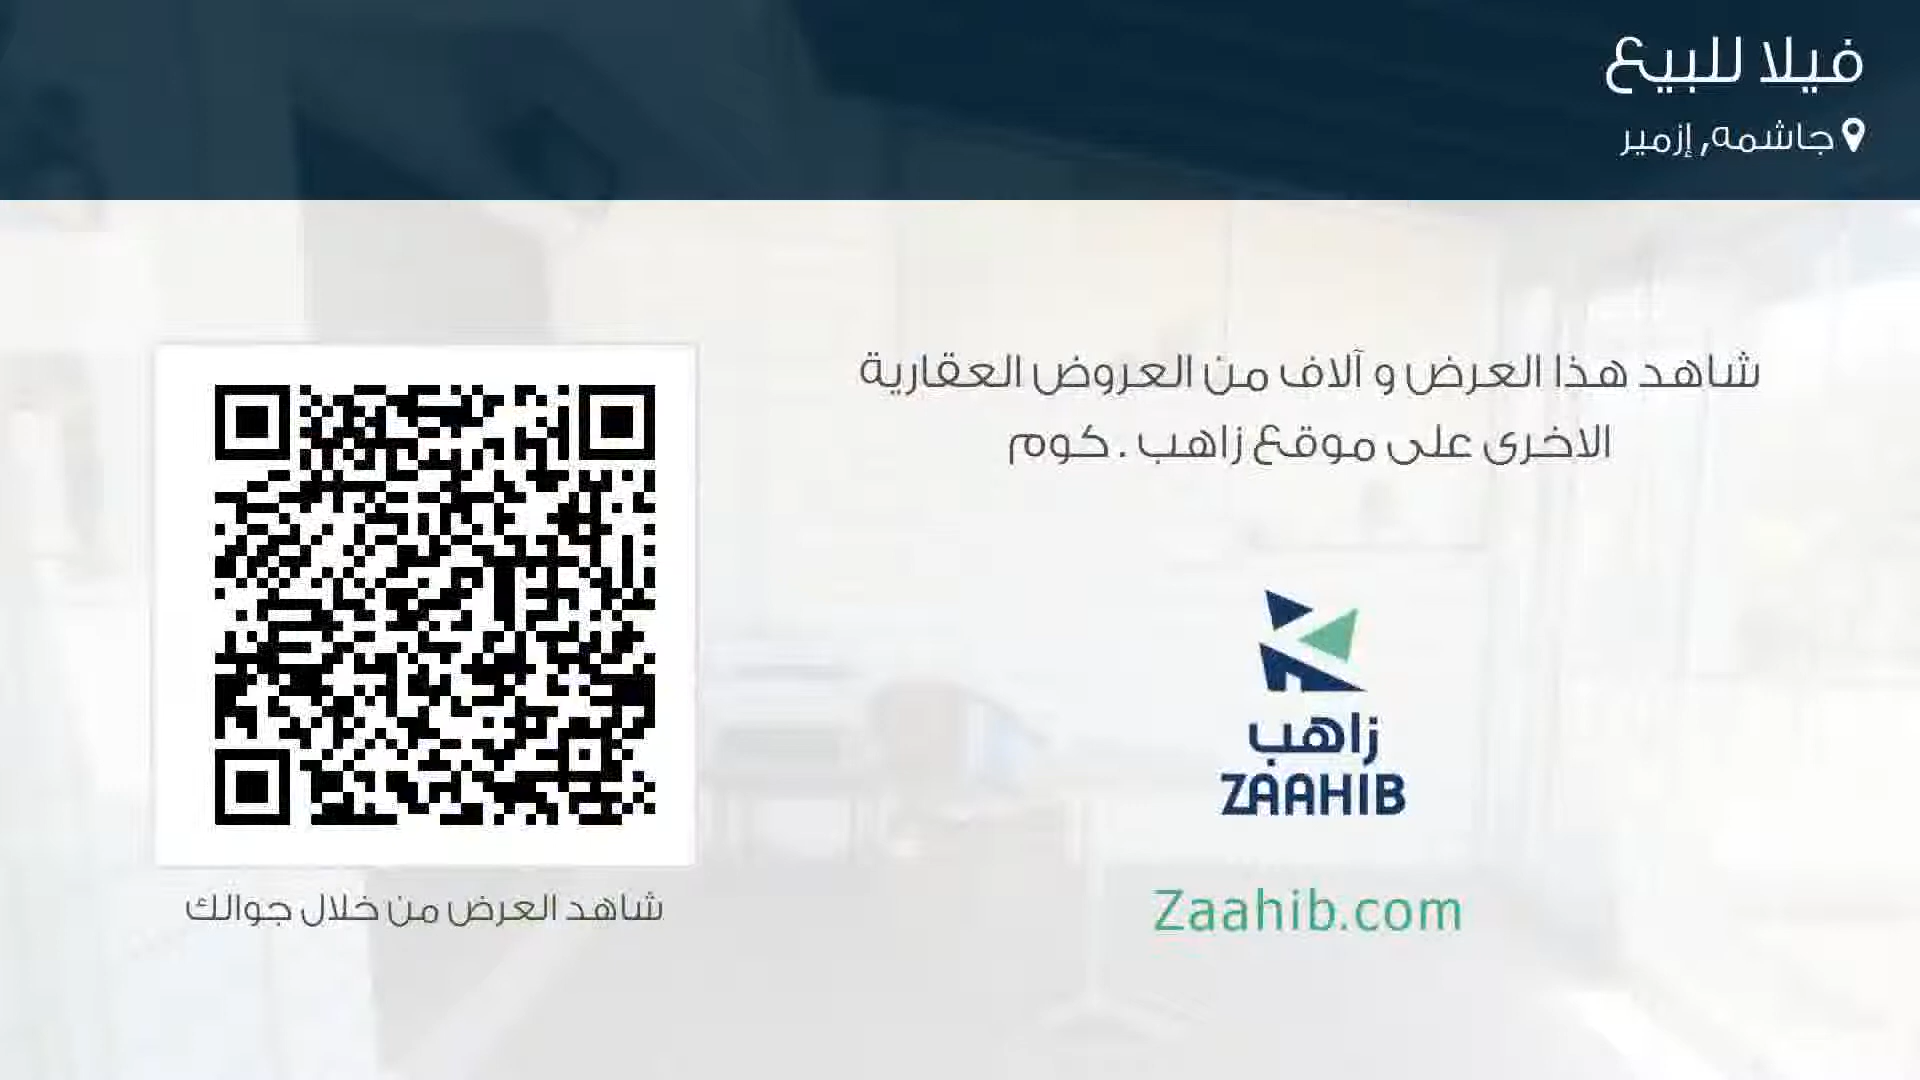 فيلا للبيع
جاشمه, إزمير
شاهد هذا العرض و آلاف من العروض العقارية
الاخرى على موقع زاهب . كوم
زاهب
ZAAHIB
Zaahib.com
شاهد العرض من خلال جوالك